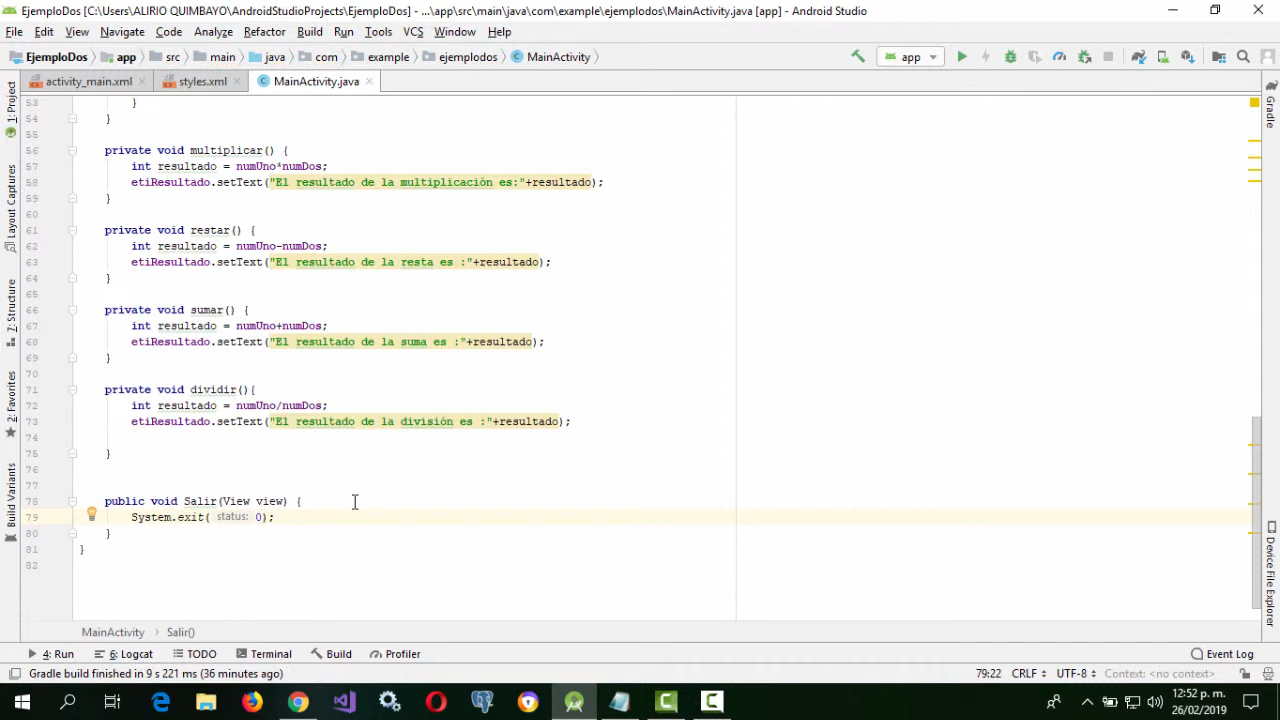 EjemploDos [C:\Users\ALIRIO QUIMBAYO\AndroidStudioProjects\EjemploDos] - ...\app\src\main\java\com\example\ejemplodos\MainActivity.java [app] - Android Studio
File Edit View Navigate Code Analyze Refactor Build Run Tools VCS Window Help
EjemploDos app src main java com example ejemplodos MainActivity app
activity_main.xml styles.xml MainActivity.java
53 }
54 }
55
56 private void multiplicar() {
57 int resultado = numUno*numDos;
58 etiResultado.setText("El resultado de la multiplicación es:"+resultado);
59 }
60
61 private void restar() {
62 int resultado = numUno-numDos;
63 etiResultado.setText("El resultado de la resta es :"+resultado);
64 }
65
66 private void sumar() {
67 int resultado = numUno+numDos;
68 etiResultado.setText("El resultado de la suma es :"+resultado);
69 }
70
71 private void dividir(){
72 int resultado = numUno/numDos;
73 etiResultado.setText("El resultado de la división es :"+resultado);
74
75 }
76
77
78 public void Salir(View view) {
79 System.exit( status: 0);
80 }
81 }
82
1: Project
Layout Captures
7: Structure
2: Favorites
Build Variants
Gradle
Device File Explorer
MainActivity Salir()
4: Run 6: Logcat TODO Terminal Build Profiler Event Log
Gradle build finished in 9 s 221 ms (36 minutes ago) 79:22 CRLF UTF-8 Context: <no context>
12:52 p. m.
26/02/2019